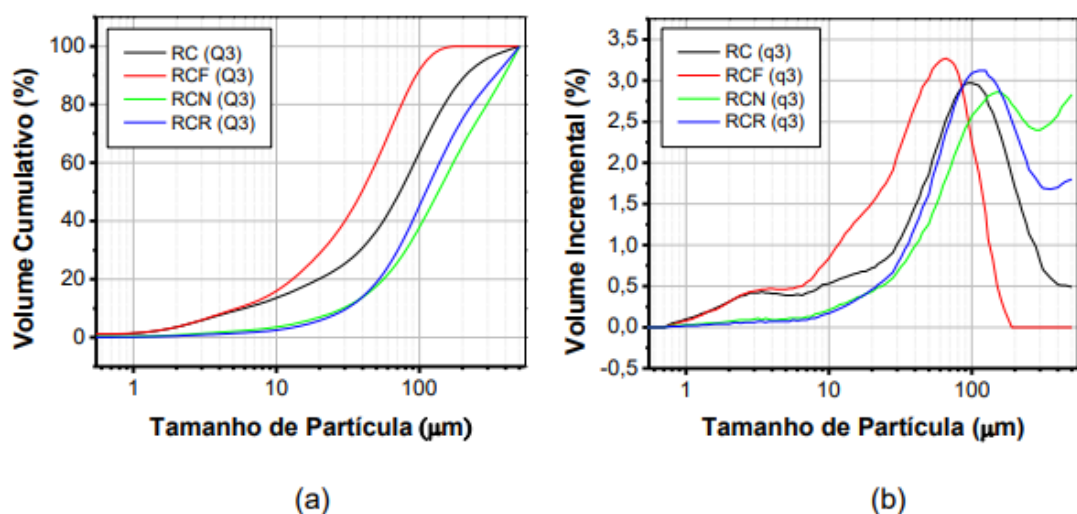 100
80
60
40
20
0
Volume Cumulativo (%)
RC (Q3)
RCF (Q3)
RCN (Q3)
RCR (Q3)
1
10
100
Tamanho de Partícula (μm)
(a)
3,5
3,0
2,5
2,0
1,5
1,0
0,5
0,0
-0,5
Volume Incremental (%)
RC (q3)
RCF (q3)
RCN (q3)
RCR (q3)
1
10
100
Tamanho de Partícula (μm)
(b)